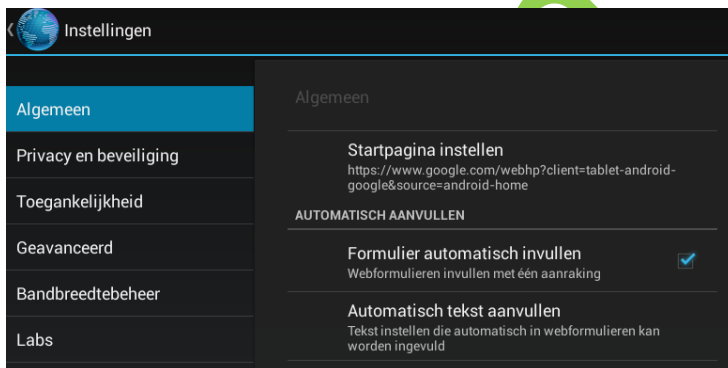 Instellingen
Algemeen
Privacy en beveiliging
Toegankelijkheid
Geavanceerd
Bandbreedtebeheer
Labs
Algemeen
Startpagina instellen
https://www.google.com/webhp?client=tablet-android-
google&source=android-home
AUTOMATISCH AANVULLEN
Formulier automatisch invullen
Webformulieren invullen met één aanraking
Automatisch tekst aanvullen
Tekst instellen die automatisch in webformulieren kan
worden ingevuld